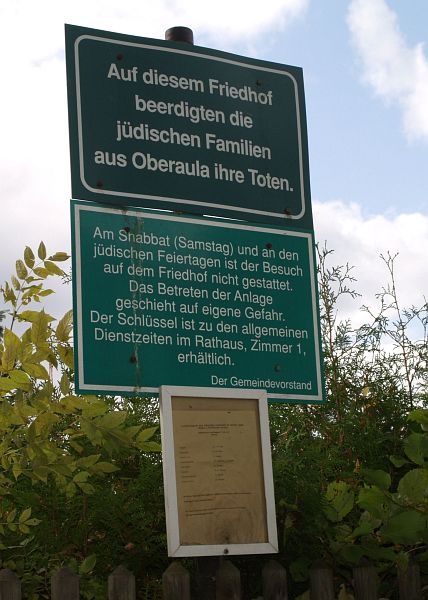 Auf diesem Friedhof
beerdigten die
jüdischen Familien
aus Oberaula ihre Toten.
Am Shabbat (Samstag) und an den
jüdischen Feiertagen ist der Besuch
auf dem Friedhof nicht gestattet.
Das Betreten der Anlage
geschieht auf eigene Gefahr.
Der Schlüssel ist zu den allgemeinen
Dienstzeiten im Rathaus, Zimmer 1,
erhältlich.
Der Gemeindevorstand